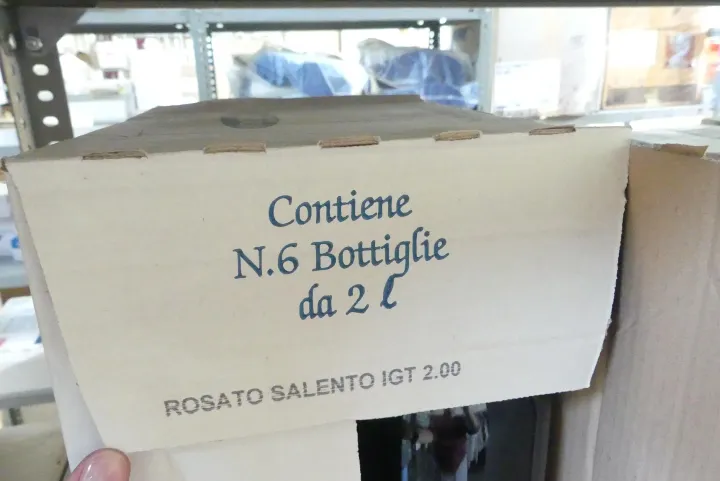 Contiene
N.6 Bottiglie
da 2 l
ROSATO SALENTO IGT 2.00